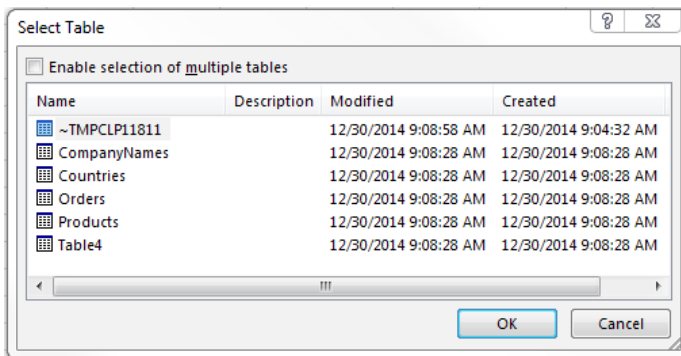 Select Table
Enable selection of multiple tables
Name Description Modified Created
~TMPCLP11811 12/30/2014 9:08:58 AM 12/30/2014 9:04:32 AM
CompanyNames 12/30/2014 9:08:28 AM 12/30/2014 9:08:28 AM
Countries 12/30/2014 9:08:28 AM 12/30/2014 9:08:28 AM
Orders 12/30/2014 9:08:28 AM 12/30/2014 9:08:28 AM
Products 12/30/2014 9:08:28 AM 12/30/2014 9:08:28 AM
Table4 12/30/2014 9:08:28 AM 12/30/2014 9:08:28 AM
OK Cancel